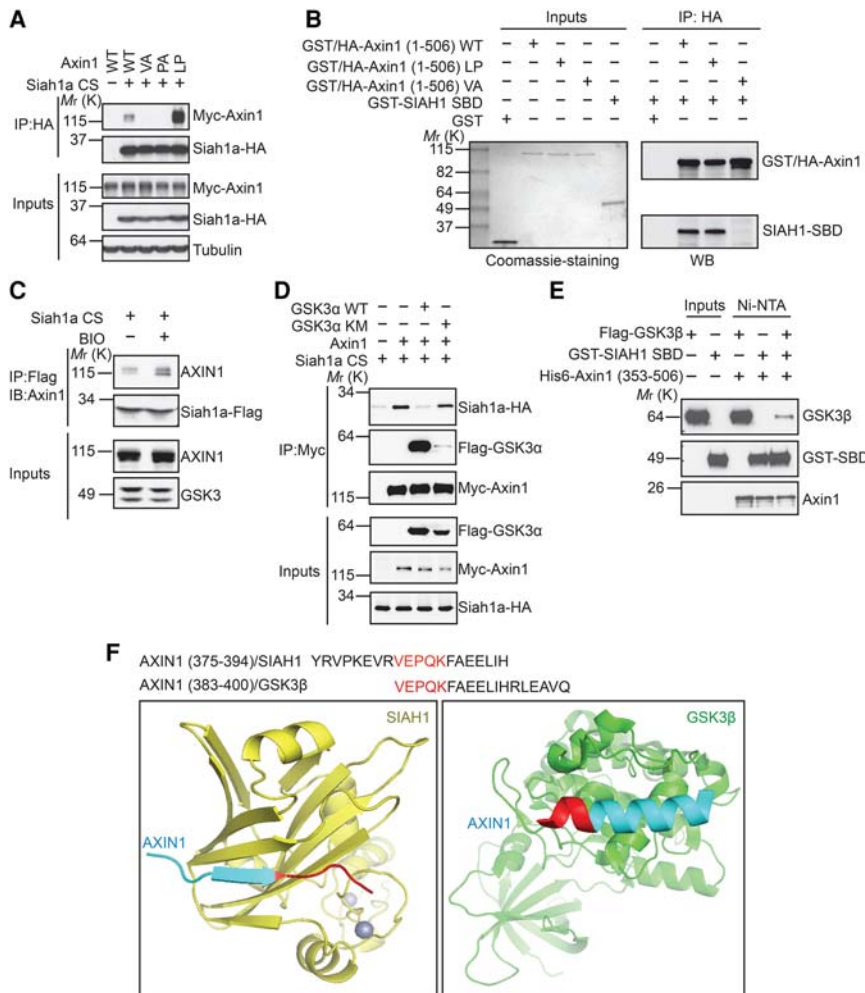 A
Axin1 WT WT VA PA LP
Siah1a CS − + + + +
Mr (K)
IP:HA
115 Myc-Axin1
37
Siah1a-HA
Inputs
115 Myc-Axin1
37
Siah1a-HA
64
Tubulin
B
Inputs IP: HA
GST/HA-Axin1 (1-506) WT − + − − − − + − −
GST/HA-Axin1 (1-506) LP − − + − − − − + −
GST/HA-Axin1 (1-506) VA − − − + − − − − +
GST-SIAH1 SBD − − − − + + + + +
GST + − − − − + − − −
Mr (K)
115
82
64
49
37
GST/HA-Axin1
SIAH1-SBD
Coomassie-staining WB
C
Siah1a CS + +
BIO − +
Mr (K)
IP:Flag
IB:Axin1
115 AXIN1
34
Siah1a-Flag
Inputs
115 AXIN1
49 GSK3
D
GSK3α WT − − + −
GSK3α KM − − − +
Axin1 − + + +
Siah1a CS + + + +
Mr (K)
IP:Myc
34
Siah1a-HA
64
Flag-GSK3α
115 Myc-Axin1
Inputs
64 Flag-GSK3α
115 Myc-Axin1
34
Siah1a-HA
E
Inputs Ni-NTA
Flag-GSK3β + − + − +
GST-SIAH1 SBD − + − + +
His6-Axin1 (353-506) − − + + +
Mr (K)
64 GSK3β
49 GST-SBD
26
Axin1
F
AXIN1 (375-394)/SIAH1 YRVPKEVRVEPQKFAEELIH
AXIN1 (383-400)/GSK3β VEPQKFAEELIHRLEAVQ
SIAH1
AXIN1
GSK3β
AXIN1